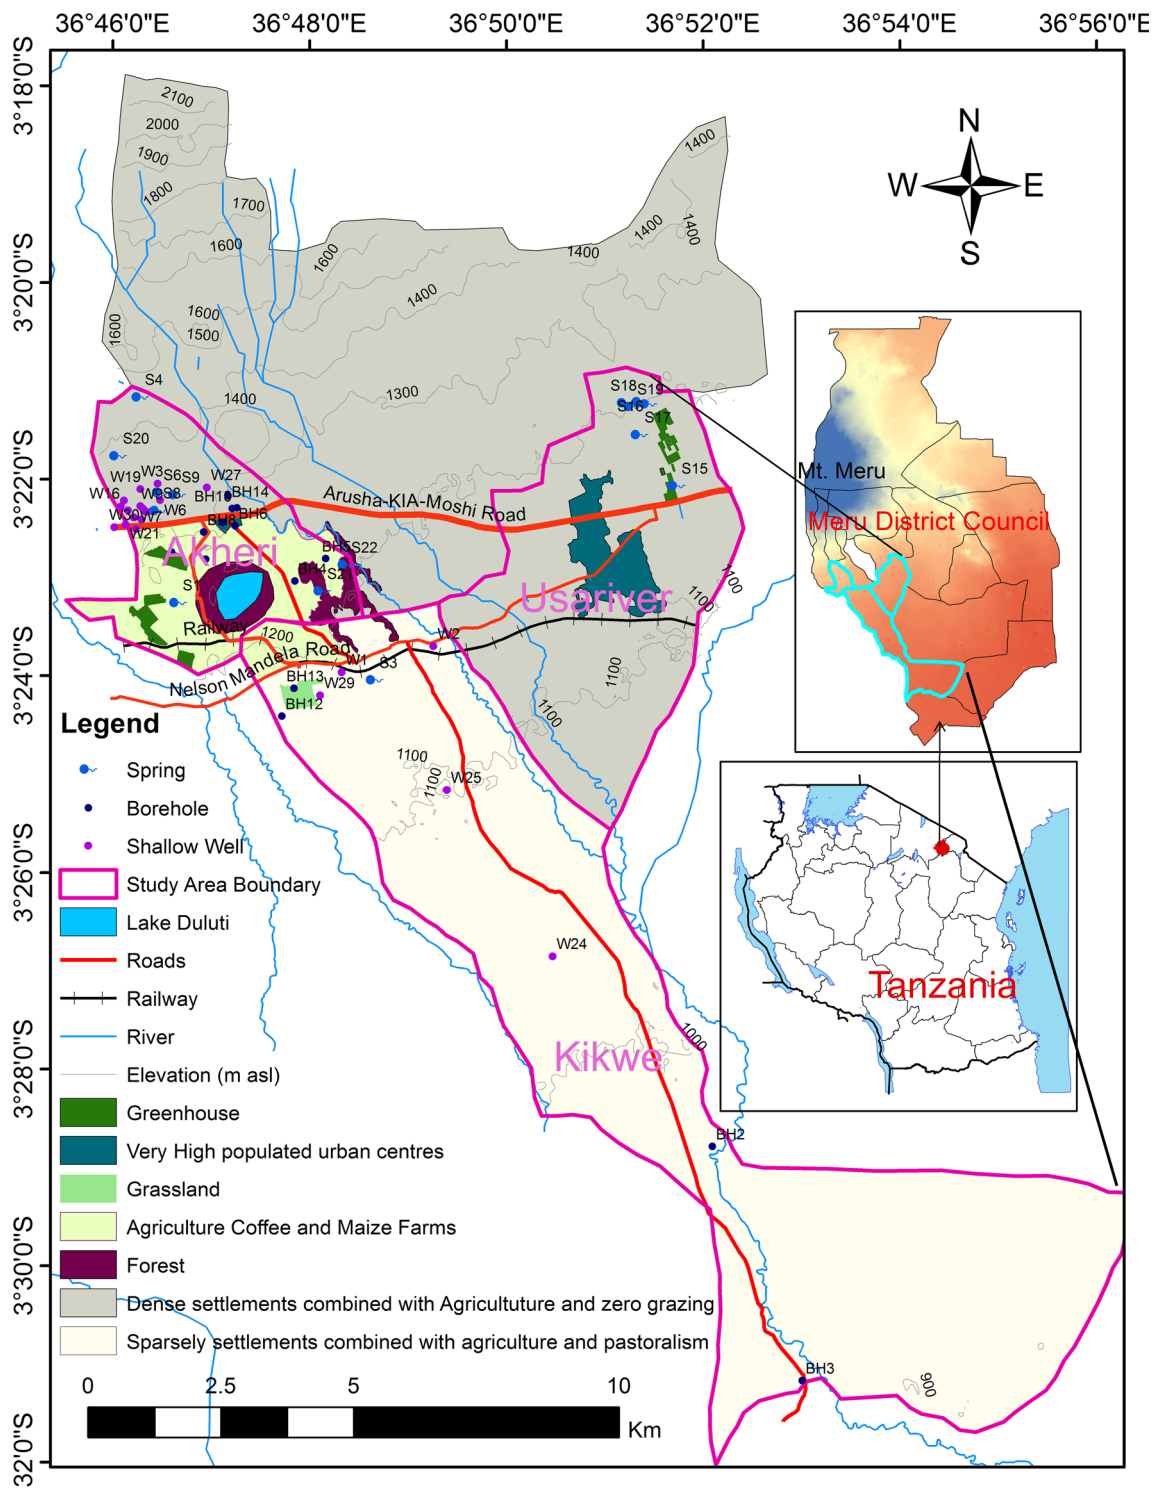 36°46'0"E 36°48'0"E 36°50'0"E 36°52'0"E 36°54'0"E 36°56'0"E
3°18'0"S
3°20'0"S
3°22'0"S
3°24'0"S
3°26'0"S
3°28'0"S
3°30'0"S
3°32'0"S
N
W E
S
2100
2000
1900
1800
1700
1600
1600
1400
1400
1400
1400
1400
1600
1600
1500
1300
1400
S4
S20
W19 W3 S6 S9 W27
W16 W9 S8 BH10 BH14
W30 W7 W6 BH8 BH6
W21
Akheri
BH5 S22
BH4 S21
S1
S18 S19
S16
S17
S15
Arusha-KIA-Moshi Road
Usariver
1100
1100
1100
1100
Railway
1200
Nelson Mandela Road
W2
W1
S3
BH13
W29
BH12
1100
1100
W25
W24
Kikwe
1000
BH2
BH3
900
Mt. Meru
Meru District Council
Tanzania
Legend
Spring
Borehole
Shallow Well
Study Area Boundary
Lake Duluti
Roads
Railway
River
Elevation (m asl)
Greenhouse
Very High populated urban centres
Grassland
Agriculture Coffee and Maize Farms
Forest
Dense settlements combined with Agricultuture and zero grazing
Sparsely settlements combined with agriculture and pastoralism
0 2.5 5 10
Km